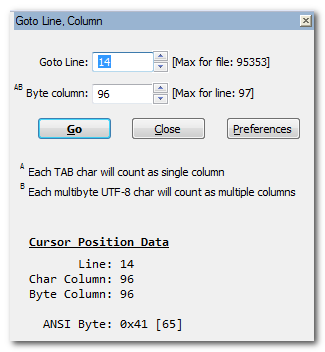 Goto Line, Column
Goto Line: 14 [Max for file: 95353]
AB Byte column: 96 [Max for line: 97]
Go Close Preferences
A Each TAB char will count as single column
B Each multibyte UTF-8 char will count as multiple columns
Cursor Position Data
Line: 14
Char Column: 96
Byte Column: 96
ANSI Byte: 0x41 [65]